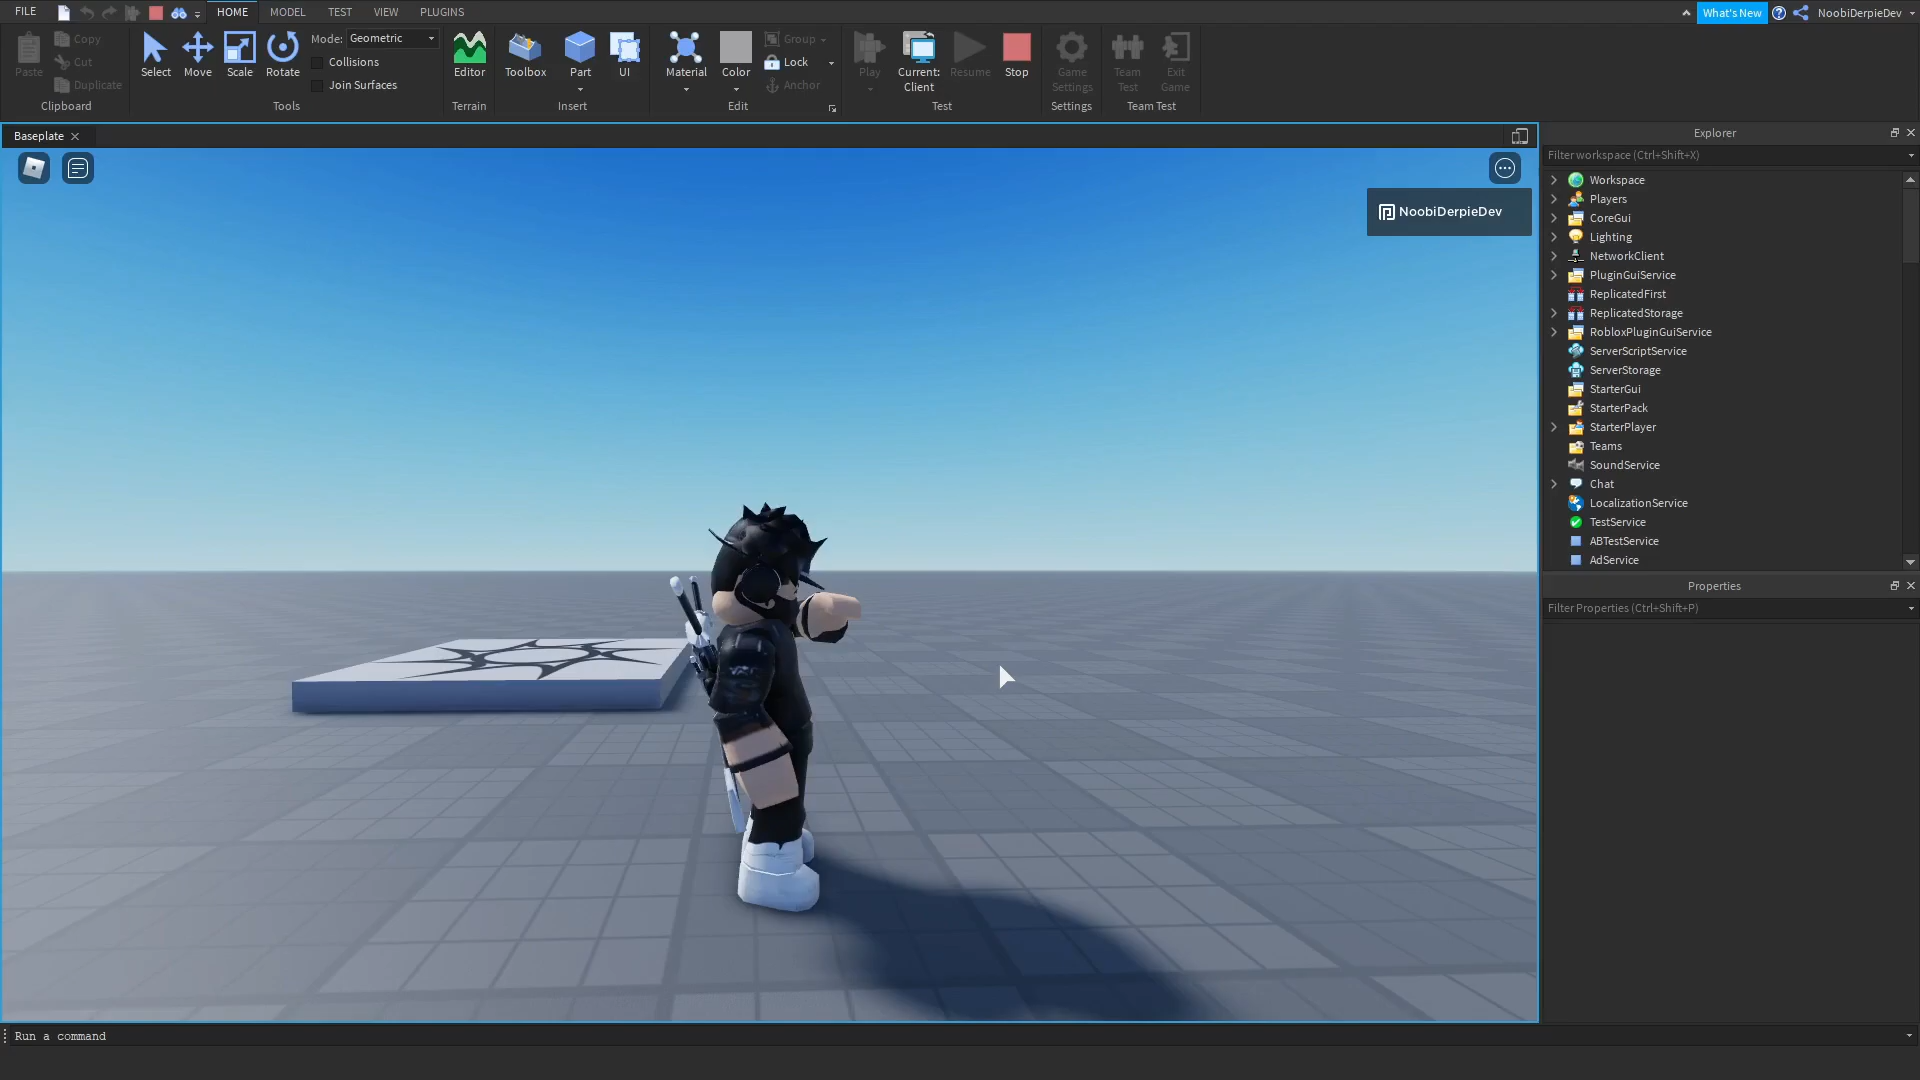 FILE HOME MODEL TEST VIEW PLUGINS What's New NoobiDerpieDev
Paste
Copy
Cut
Duplicate
Clipboard
Select
Move
Scale
Rotate
Mode: Geometric
Collisions
Join Surfaces
Tools
Editor
Terrain
Toolbox
Part
UI
Insert
Material
Color
Group
Lock
Anchor
Edit
Play
Current:
Client
Resume
Stop
Test
Game
Settings
Settings
Team
Test
Exit
Game
Team Test
Baseplate
NoobiDerpieDev
Explorer
Filter workspace (Ctrl+Shift+X)
Workspace
Players
CoreGui
Lighting
NetworkClient
PluginGuiService
ReplicatedFirst
ReplicatedStorage
RobloxPluginGuiService
ServerScriptService
ServerStorage
StarterGui
StarterPack
StarterPlayer
Teams
SoundService
Chat
LocalizationService
TestService
ABTestService
AdService
Properties
Filter Properties (Ctrl+Shift+P)
Run a command